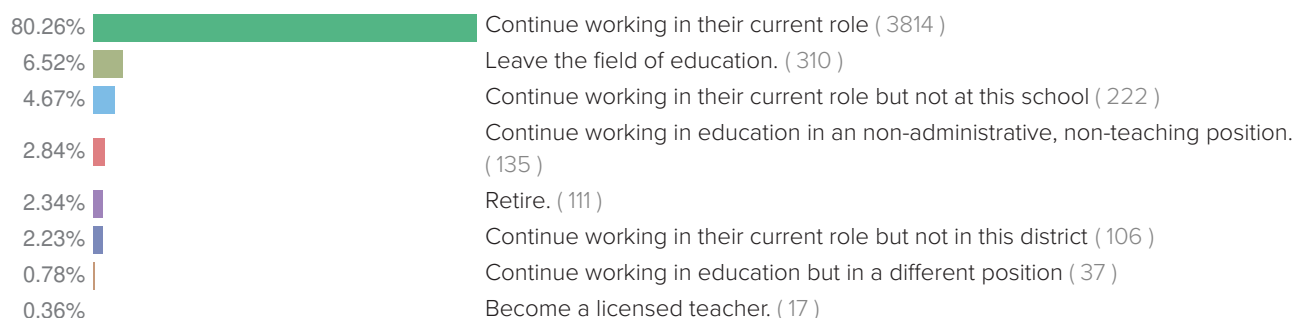 80.26% Continue working in their current role ( 3814 )
6.52% Leave the field of education. ( 310 )
4.67% Continue working in their current role but not at this school ( 222 )
2.84% Continue working in education in an non-administrative, non-teaching position.
( 135 )
2.34% Retire. ( 111 )
2.23% Continue working in their current role but not in this district ( 106 )
0.78% Continue working in education but in a different position ( 37 )
0.36% Become a licensed teacher. ( 17 )